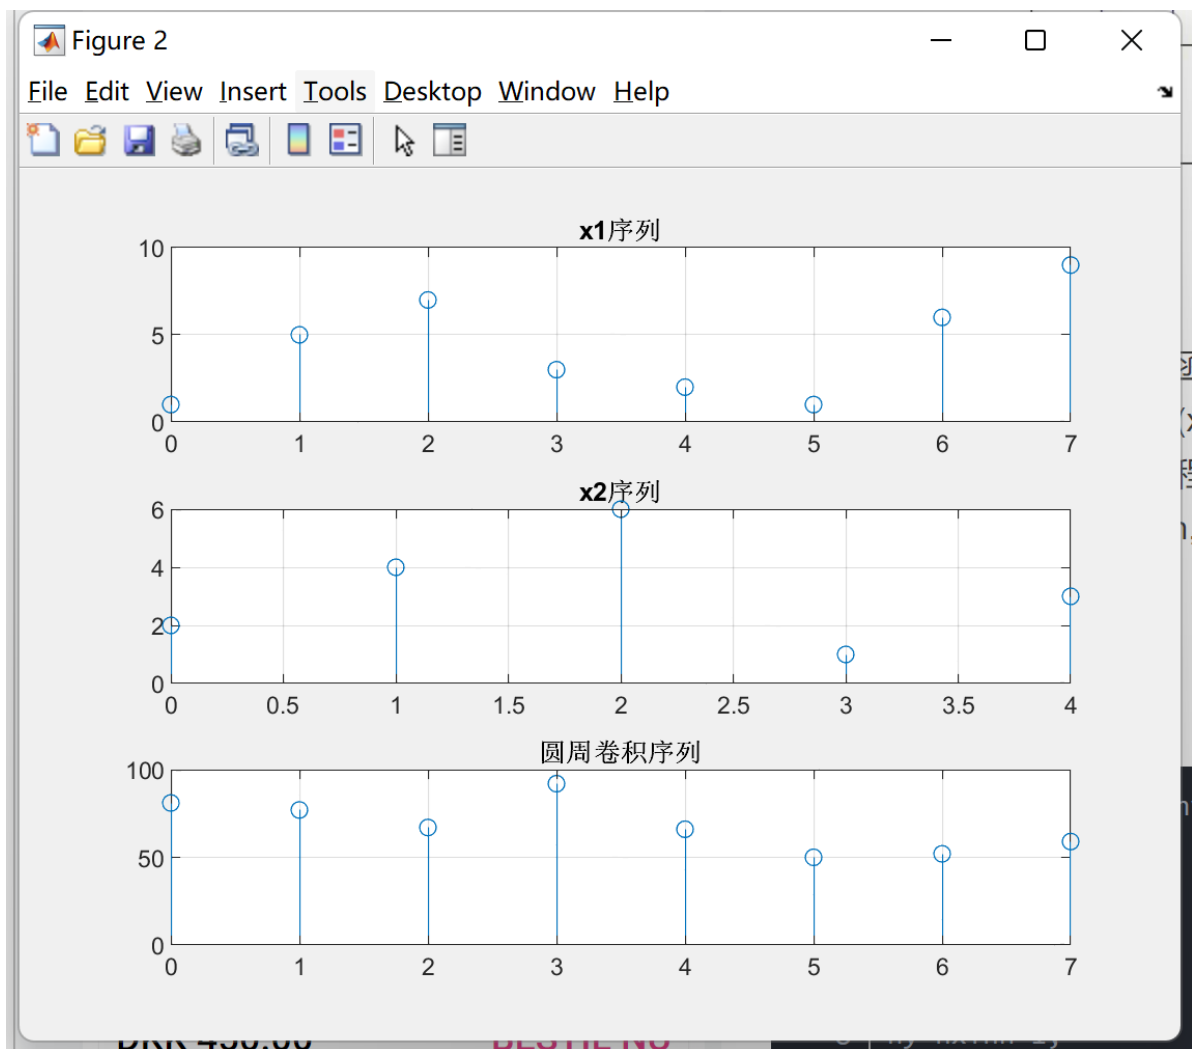 Figure 2
File Edit View Insert Tools Desktop Window Help
x1序列
10
5
0
0 1 2 3 4 5 6 7
x2序列
6
4
2
0
0 0.5 1 1.5 2 2.5 3 3.5 4
圆周卷积序列
100
50
0
0 1 2 3 4 5 6 7